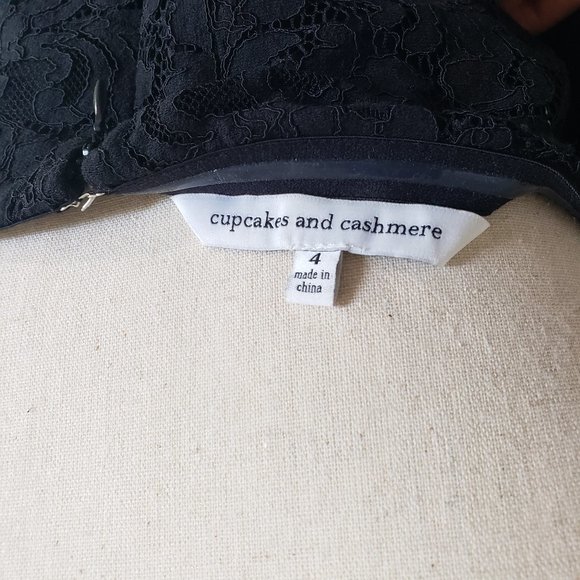 cupcakes and cashmere
4
made in
china